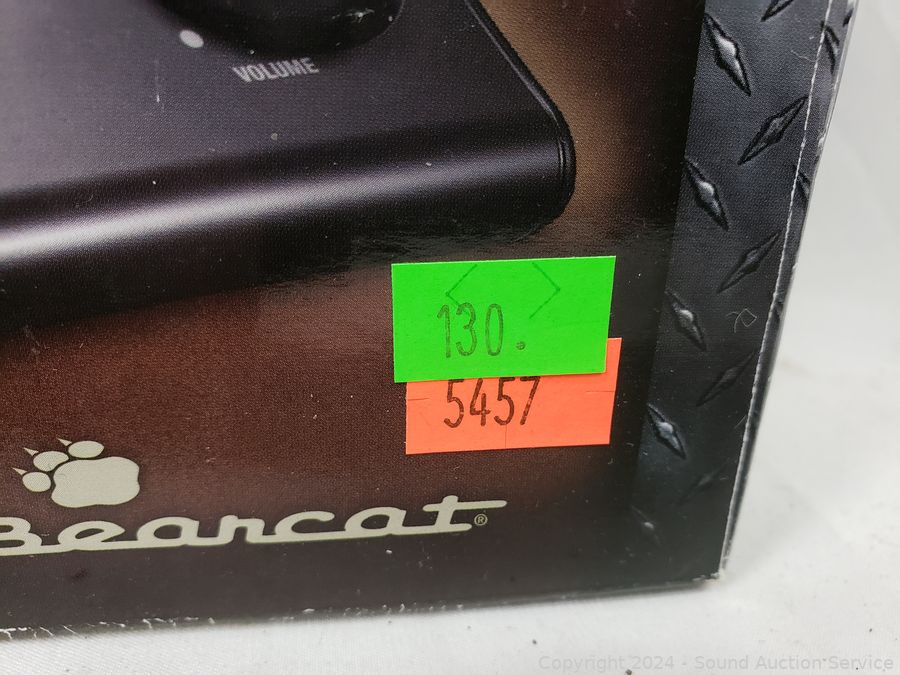 VOLUME
130.
5457
Bearcat®
Copyright 2024 - Sound Auction Service